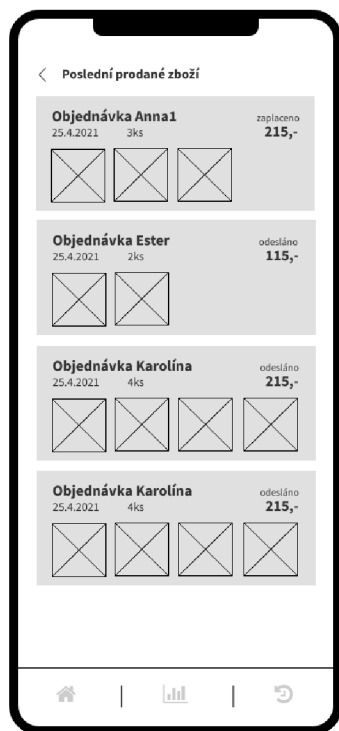 Poslední prodané zboží
Objednávka Anna1
zaplaceno
25.4.2021 3ks 215,-
Objednávka Ester
odesláno
25.4.2021 2ks 115,-
Objednávka Karolína
odesláno
25.4.2021 4ks 215,-
Objednávka Karolína
odesláno
25.4.2021 4ks 215,-